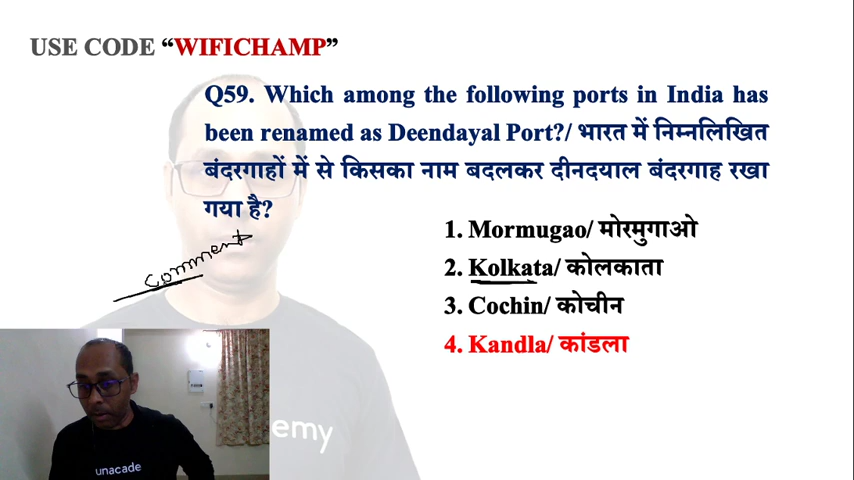 USE CODE “WIFICHAMP”
Q59. Which among the following ports in India has
been renamed as Deendayal Port?/ भारत में निम्नलिखित
बंदरगाहों में से किसका नाम बदलकर दीनदयाल बंदरगाह रखा
गया है?
1. Mormugao/ मोरमुगाओ
2. Kolkata/ कोलकाता
3. Cochin/ कोचीन
4. Kandla/ कांडला
comment
emy
unacade